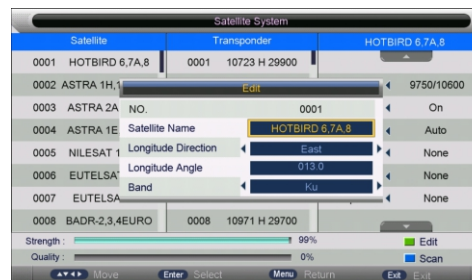 Satellite System
Satellite Transponder HOTBIRD 6,7A,8
0001 HOTBIRD 6,7A,8 0001 10723 H 29900
0002 ASTRA 1H,1 9750/10600
0003 ASTRA 2A On
0004 ASTRA 1E Auto
0005 NILESAT 1 None
0006 EUTELSA None
0007 EUTELSA None
0008 BADR-2,3,4EURO 0008 10971 H 29700
Edit
NO. 0001
Satellite Name HOTBIRD 6,7A,8
Longitude Direction East
Longitude Angle 013.0
Band Ku
Strength : 99% Edit
Quality : 0% Scan
Move Enter Select Menu Return Exit Exit